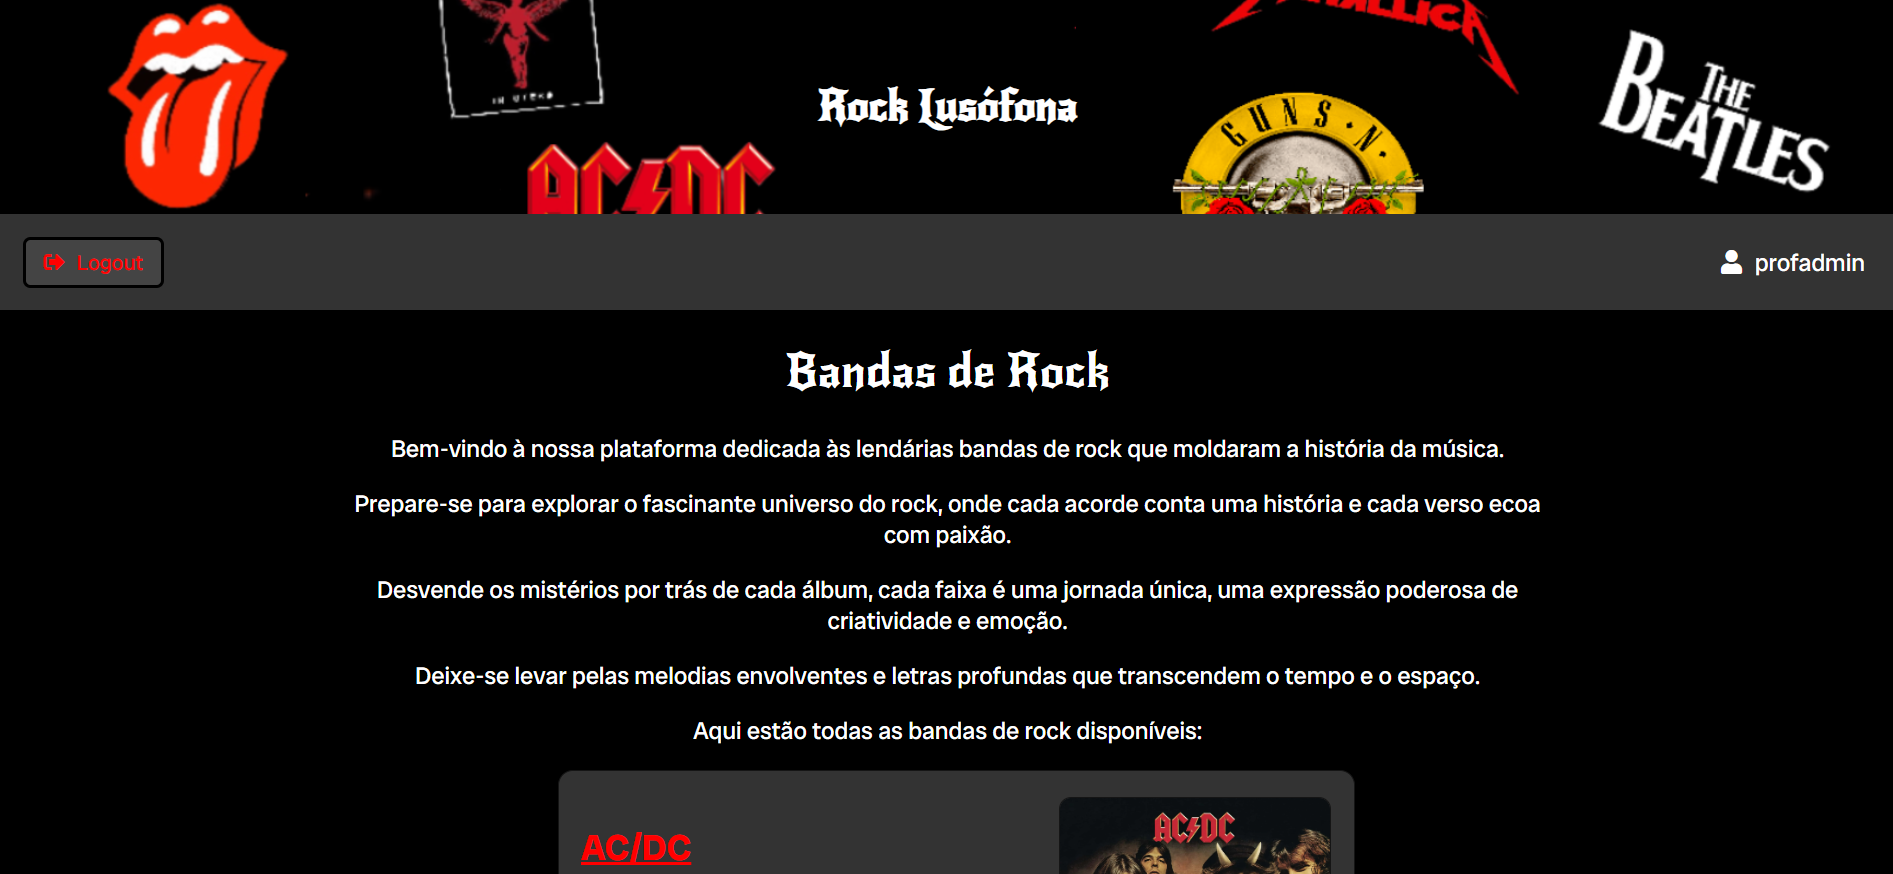 METALLICA
IN UTERO
Rock Lusófona
GUNS N'
THE
BEATLES
AC/DC
Logout
profadmin
Bandas de Rock
Bem-vindo à nossa plataforma dedicada às lendárias bandas de rock que moldaram a história da música.
Prepare-se para explorar o fascinante universo do rock, onde cada acorde conta uma história e cada verso ecoa
com paixão.
Desvende os mistérios por trás de cada álbum, cada faixa é uma jornada única, uma expressão poderosa de
criatividade e emoção.
Deixe-se levar pelas melodias envolventes e letras profundas que transcendem o tempo e o espaço.
Aqui estão todas as bandas de rock disponíveis:
AC/DC
AC/DC